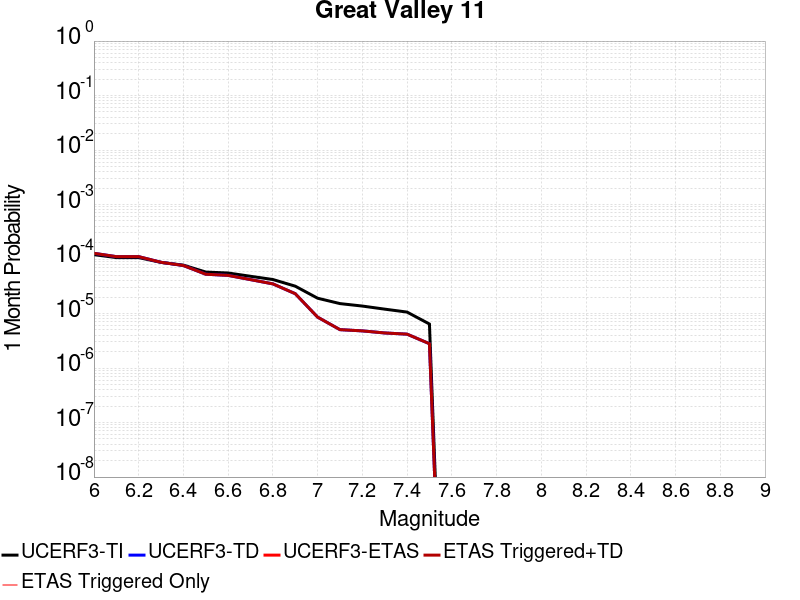 Great Valley 11
10^0
10^-1
10^-2
10^-3
10^-4
10^-5
10^-6
10^-7
10^-8
1 Month Probability
6 6.2 6.4 6.6 6.8 7 7.2 7.4 7.6 7.8 8 8.2 8.4 8.6 8.8 9
Magnitude
UCERF3-TI UCERF3-TD UCERF3-ETAS ETAS Triggered+TD
ETAS Triggered Only